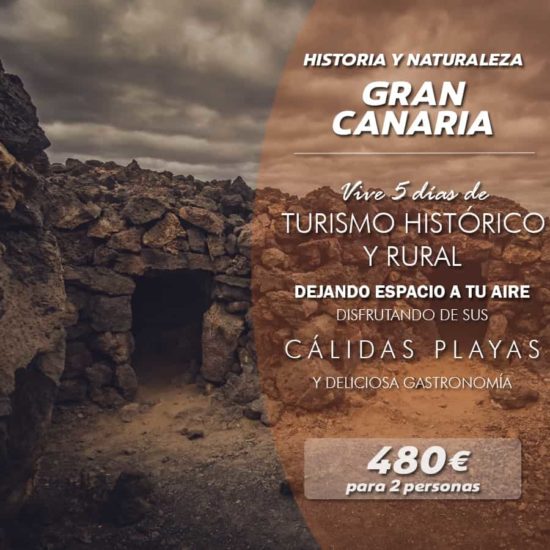 HISTORIA Y NATURALEZA
GRAN
CANARIA
Vive 5 días de
TURISMO HISTÓRICO
Y RURAL
DEJANDO ESPACIO A TU AIRE
DISFRUTANDO DE SUS
CÁLIDAS PLAYAS
Y DELICIOSA GASTRONOMÍA
480€
para 2 personas